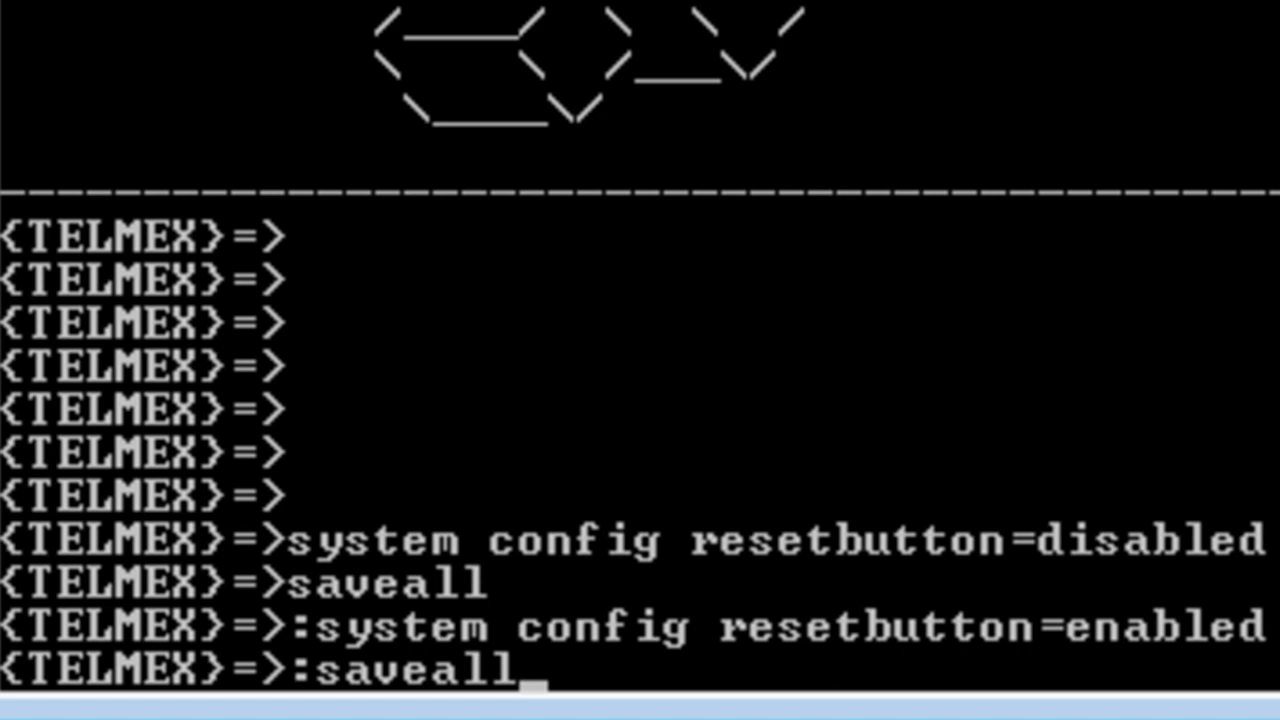 {TELMEX}=>
{TELMEX}=>
{TELMEX}=>
{TELMEX}=>
{TELMEX}=>
{TELMEX}=>
{TELMEX}=>
{TELMEX}=>system config resetbutton=disabled
{TELMEX}=>saveall
{TELMEX}=>:system config resetbutton=enabled
{TELMEX}=>:saveall_